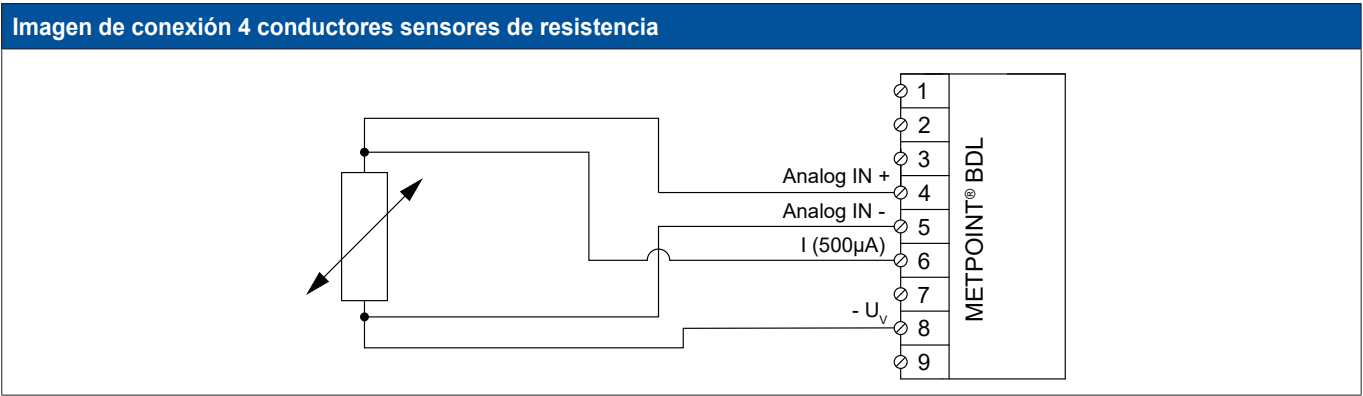 Imagen de conexión 4 conductores sensores de resistencia
1
2
3
Analog IN +
4
Analog IN -
5
I (500µA)
6
7
- Uv
8
9
METPOINT® BDL